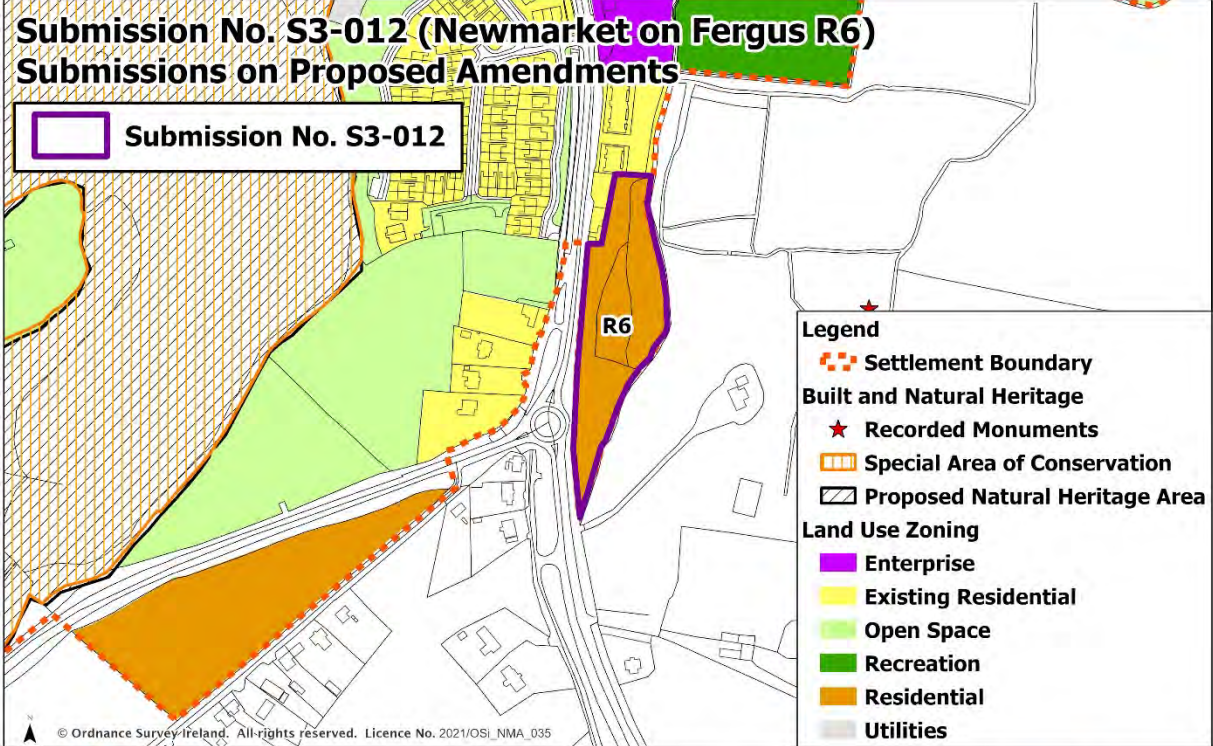 Submission No. S3-012 (Newmarket on Fergus R6)
Submissions on Proposed Amendments
Submission No. S3-012
R6
Legend
Settlement Boundary
Built and Natural Heritage
Recorded Monuments
Special Area of Conservation
Proposed Natural Heritage Area
Land Use Zoning
Enterprise
Existing Residential
Open Space
Recreation
Residential
Utilities
N
© Ordnance Survey Ireland. All rights reserved. Licence No. 2021/OSi_NMA_035